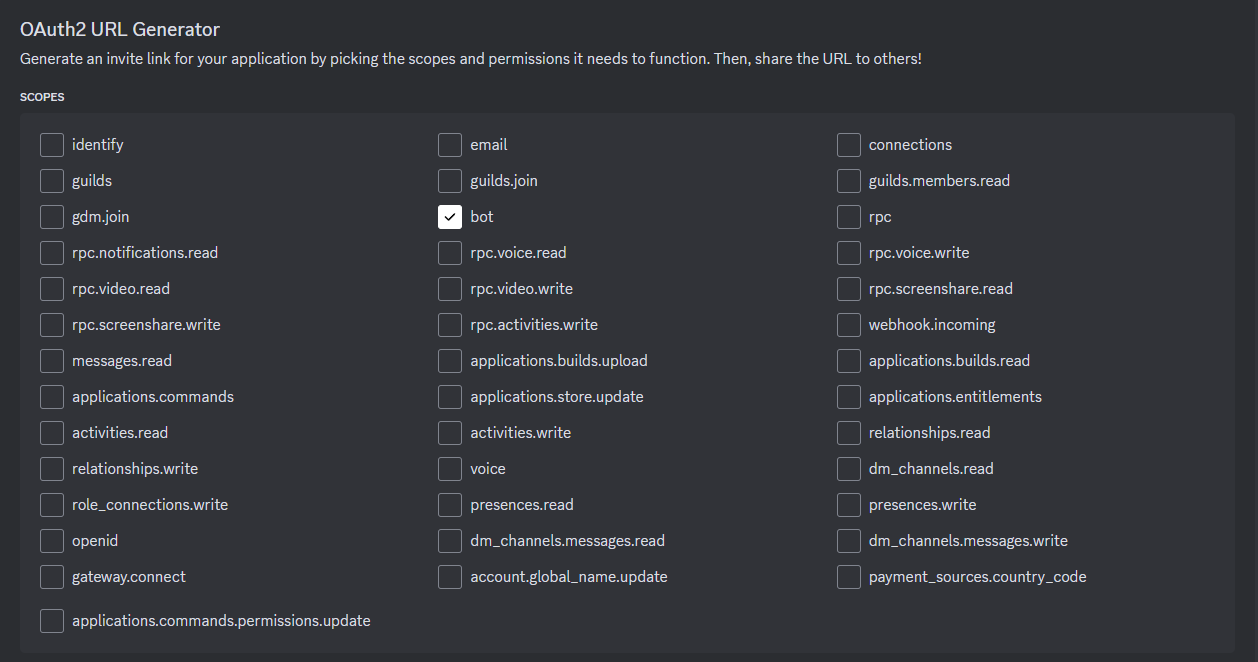 OAuth2 URL Generator
Generate an invite link for your application by picking the scopes and permissions it needs to function. Then, share the URL to others!
SCOPES
identify email connections
guilds guilds.join guilds.members.read
gdm.join bot rpc
rpc.notifications.read rpc.voice.read rpc.voice.write
rpc.video.read rpc.video.write rpc.screenshare.read
rpc.screenshare.write rpc.activities.write webhook.incoming
messages.read applications.builds.upload applications.builds.read
applications.commands applications.store.update applications.entitlements
activities.read activities.write relationships.read
relationships.write voice dm_channels.read
role_connections.write presences.read presences.write
openid dm_channels.messages.read dm_channels.messages.write
gateway.connect account.global_name.update payment_sources.country_code
applications.commands.permissions.update